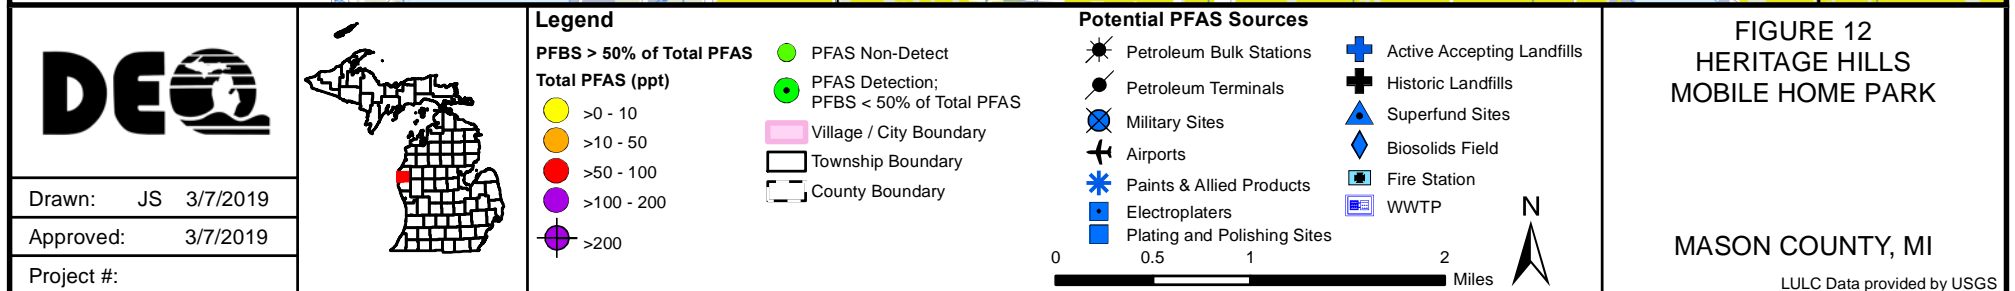 DEQ
Drawn: JS 3/7/2019
Approved: 3/7/2019
Project #:
Legend
PFBS > 50% of Total PFAS
Total PFAS (ppt)
>0 - 10
>10 - 50
>50 - 100
>100 - 200
>200
PFAS Non-Detect
PFAS Detection;
PFBS < 50% of Total PFAS
Village / City Boundary
Township Boundary
County Boundary
Potential PFAS Sources
Petroleum Bulk Stations
Petroleum Terminals
Military Sites
Airports
Paints & Allied Products
Electroplaters
Plating and Polishing Sites
Active Accepting Landfills
Historic Landfills
Superfund Sites
Biosolids Field
Fire Station
WWTP
N
0 0.5 1 2
Miles
FIGURE 12
HERITAGE HILLS
MOBILE HOME PARK
MASON COUNTY, MI
LULC Data provided by USGS